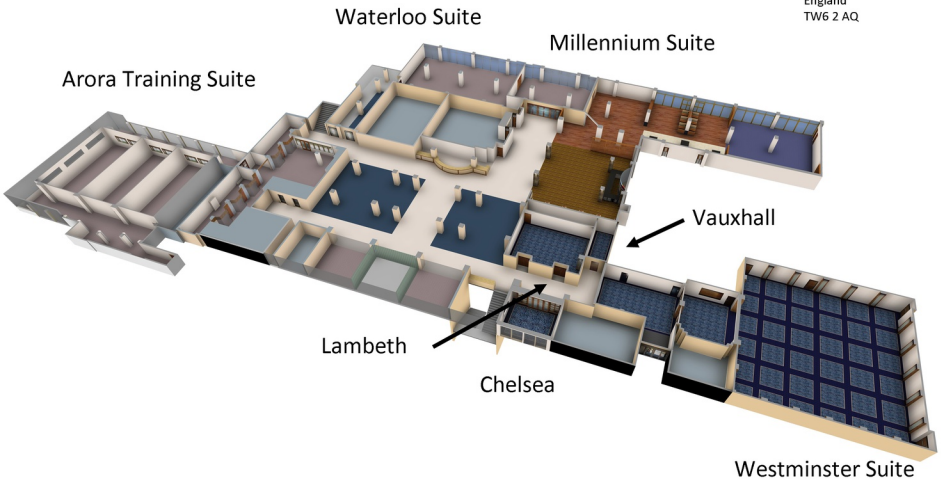 England
TW6 2 AQ
Waterloo Suite
Millennium Suite
Arora Training Suite
Vauxhall
Lambeth
Chelsea
Westminster Suite